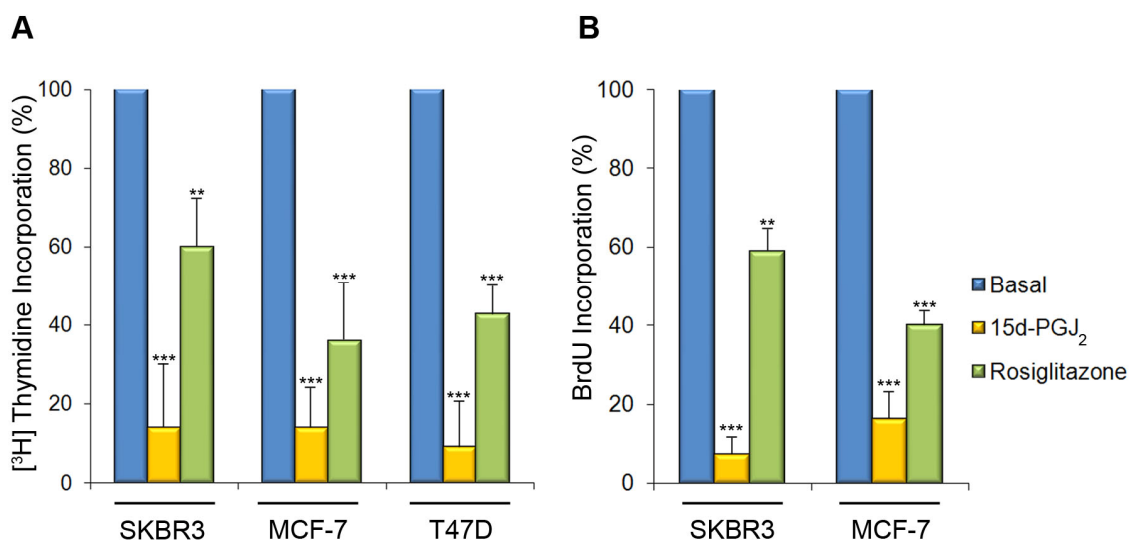 A
B
[³H] Thymidine Incorporation (%)
100
80
60
40
20
0
***
**
***
***
***
***
SKBR3
MCF-7
T47D
BrdU Incorporation (%)
100
80
60
40
20
0
***
**
***
***
SKBR3
MCF-7
Basal
15d-PGJ₂
Rosiglitazone